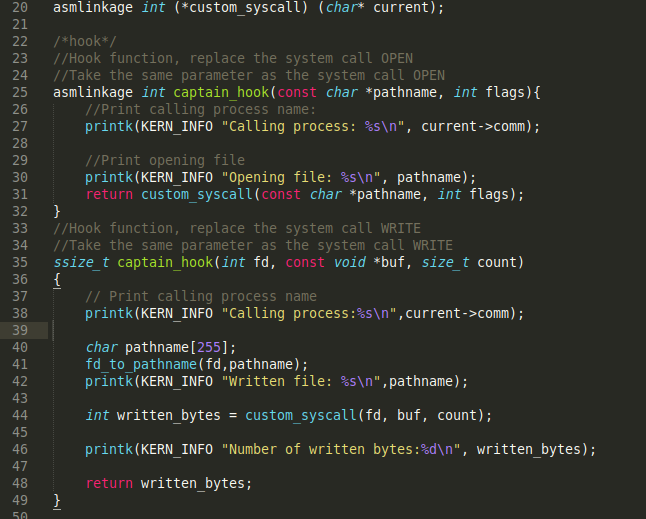 20 asmlinkage int (*custom_syscall) (char* current);
21
22 /*hook*/
23 //Hook function, replace the system call OPEN
24 //Take the same parameter as the system call OPEN
25 asmlinkage int captain_hook(const char *pathname, int flags){
26     //Print calling process name:
27     printk(KERN_INFO "Calling process: %s\n", current->comm);
28
29     //Print opening file
30     printk(KERN_INFO "Opening file: %s\n", pathname);
31     return custom_syscall(const char *pathname, int flags);
32 }
33 //Hook function, replace the system call WRITE
34 //Take the same parameter as the system call WRITE
35 ssize_t captain_hook(int fd, const void *buf, size_t count)
36 {
37     // Print calling process name
38     printk(KERN_INFO "Calling process:%s\n",current->comm);
39
40     char pathname[255];
41     fd_to_pathname(fd,pathname);
42     printk(KERN_INFO "Written file: %s\n",pathname);
43
44     int written_bytes = custom_syscall(fd, buf, count);
45
46     printk(KERN_INFO "Number of written bytes:%d\n", written_bytes);
47
48     return written_bytes;
49 }
50